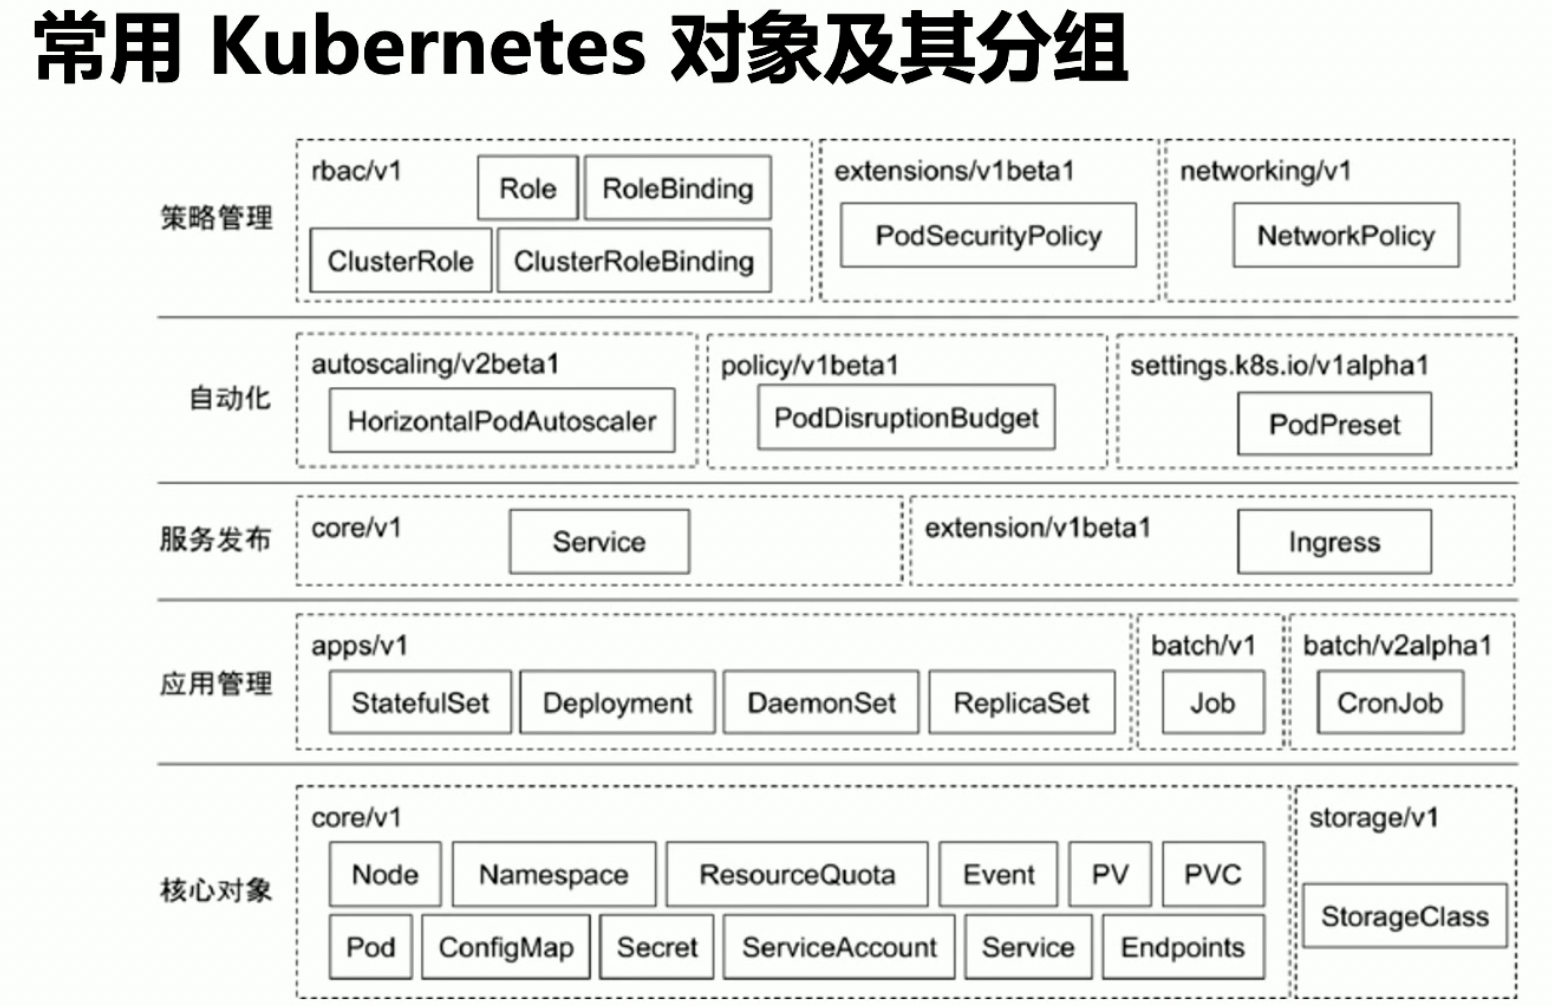 常用 Kubernetes 对象及其分组
策略管理
rbac/v1
Role
RoleBinding
ClusterRole
ClusterRoleBinding
extensions/v1beta1
PodSecurityPolicy
networking/v1
NetworkPolicy
自动化
autoscaling/v2beta1
HorizontalPodAutoscaler
policy/v1beta1
PodDisruptionBudget
settings.k8s.io/v1alpha1
PodPreset
服务发布
core/v1
Service
extension/v1beta1
Ingress
应用管理
apps/v1
StatefulSet
Deployment
DaemonSet
ReplicaSet
batch/v1
Job
batch/v2alpha1
CronJob
核心对象
core/v1
Node
Namespace
ResourceQuota
Event
PV
PVC
Pod
ConfigMap
Secret
ServiceAccount
Service
Endpoints
storage/v1
StorageClass